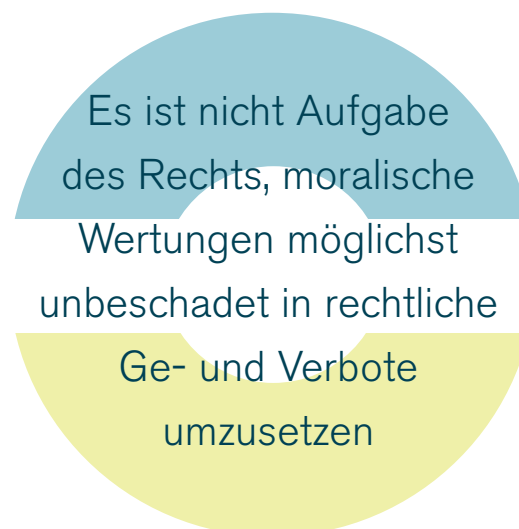 Es ist nicht Aufgabe
des Rechts, moralische
Wertungen möglichst
unbeschadet in rechtliche
Ge- und Verbote
umzusetzen